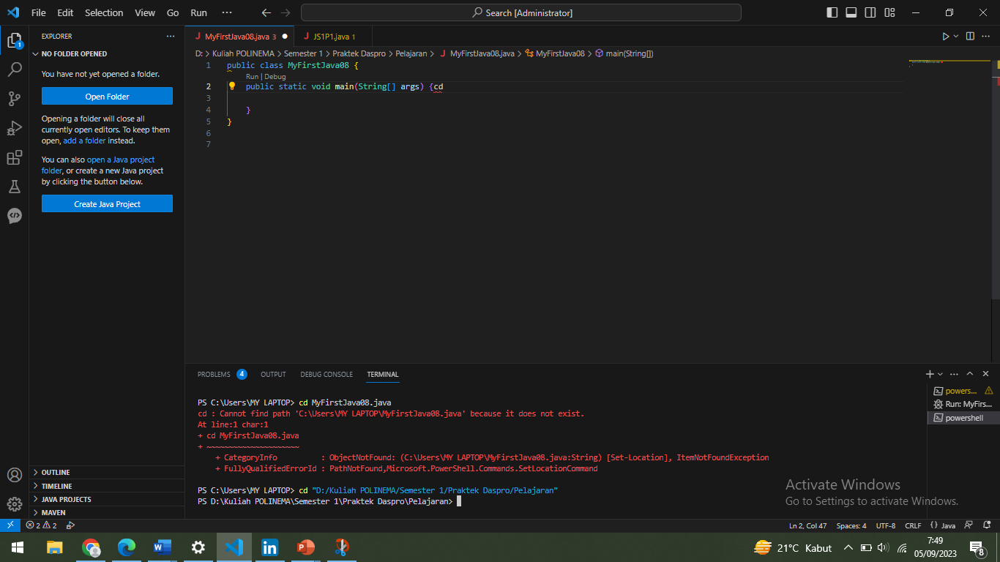 File Edit Selection View Go Run ··· Search [Administrator]
EXPLORER ···
NO FOLDER OPENED
You have not yet opened a folder.
Open Folder
Opening a folder will close all
currently open editors. To keep them
open, add a folder instead.
You can also open a Java project
folder, or create a new Java project
by clicking the button below.
Create Java Project
OUTLINE
TIMELINE
JAVA PROJECTS
MAVEN
1
MyFirstJava08.java 3 ● JS1P1.java 1
D: > Kuliah POLINEMA > Semester 1 > Praktek Daspro > Pelajaran > MyFirstJava08.java > MyFirstJava08 > main(String[])
1 public class MyFirstJava08 {
Run | Debug
2 public static void main(String[] args) {cd
3
4 }
5 }
6
7
PROBLEMS 4 OUTPUT DEBUG CONSOLE TERMINAL
PS C:\Users\MY LAPTOP> cd MyFirstJava08.java
cd : Cannot find path 'C:\Users\MY LAPTOP\MyFirstJava08.java' because it does not exist.
At line:1 char:1
+ cd MyFirstJava08.java
+ ~~~~~~~~~~~~~~~~~~~~~
+ CategoryInfo : ObjectNotFound: (C:\Users\MY LAPTOP\MyFirstJava08.java:String) [Set-Location], ItemNotFoundException
+ FullyQualifiedErrorId : PathNotFound,Microsoft.PowerShell.Commands.SetLocationCommand
PS C:\Users\MY LAPTOP> cd "D:/Kuliah POLINEMA/Semester 1/Praktek Daspro/Pelajaran"
PS D:\Kuliah POLINEMA\Semester 1\Praktek Daspro\Pelajaran>
powers...
Run: MyFirs...
powershell
Activate Windows
Go to Settings to activate Windows.
2 2 Ln 2, Col 47 Spaces: 4 UTF-8 CRLF {} Java
21°C Kabut 7:49
05/09/2023
8